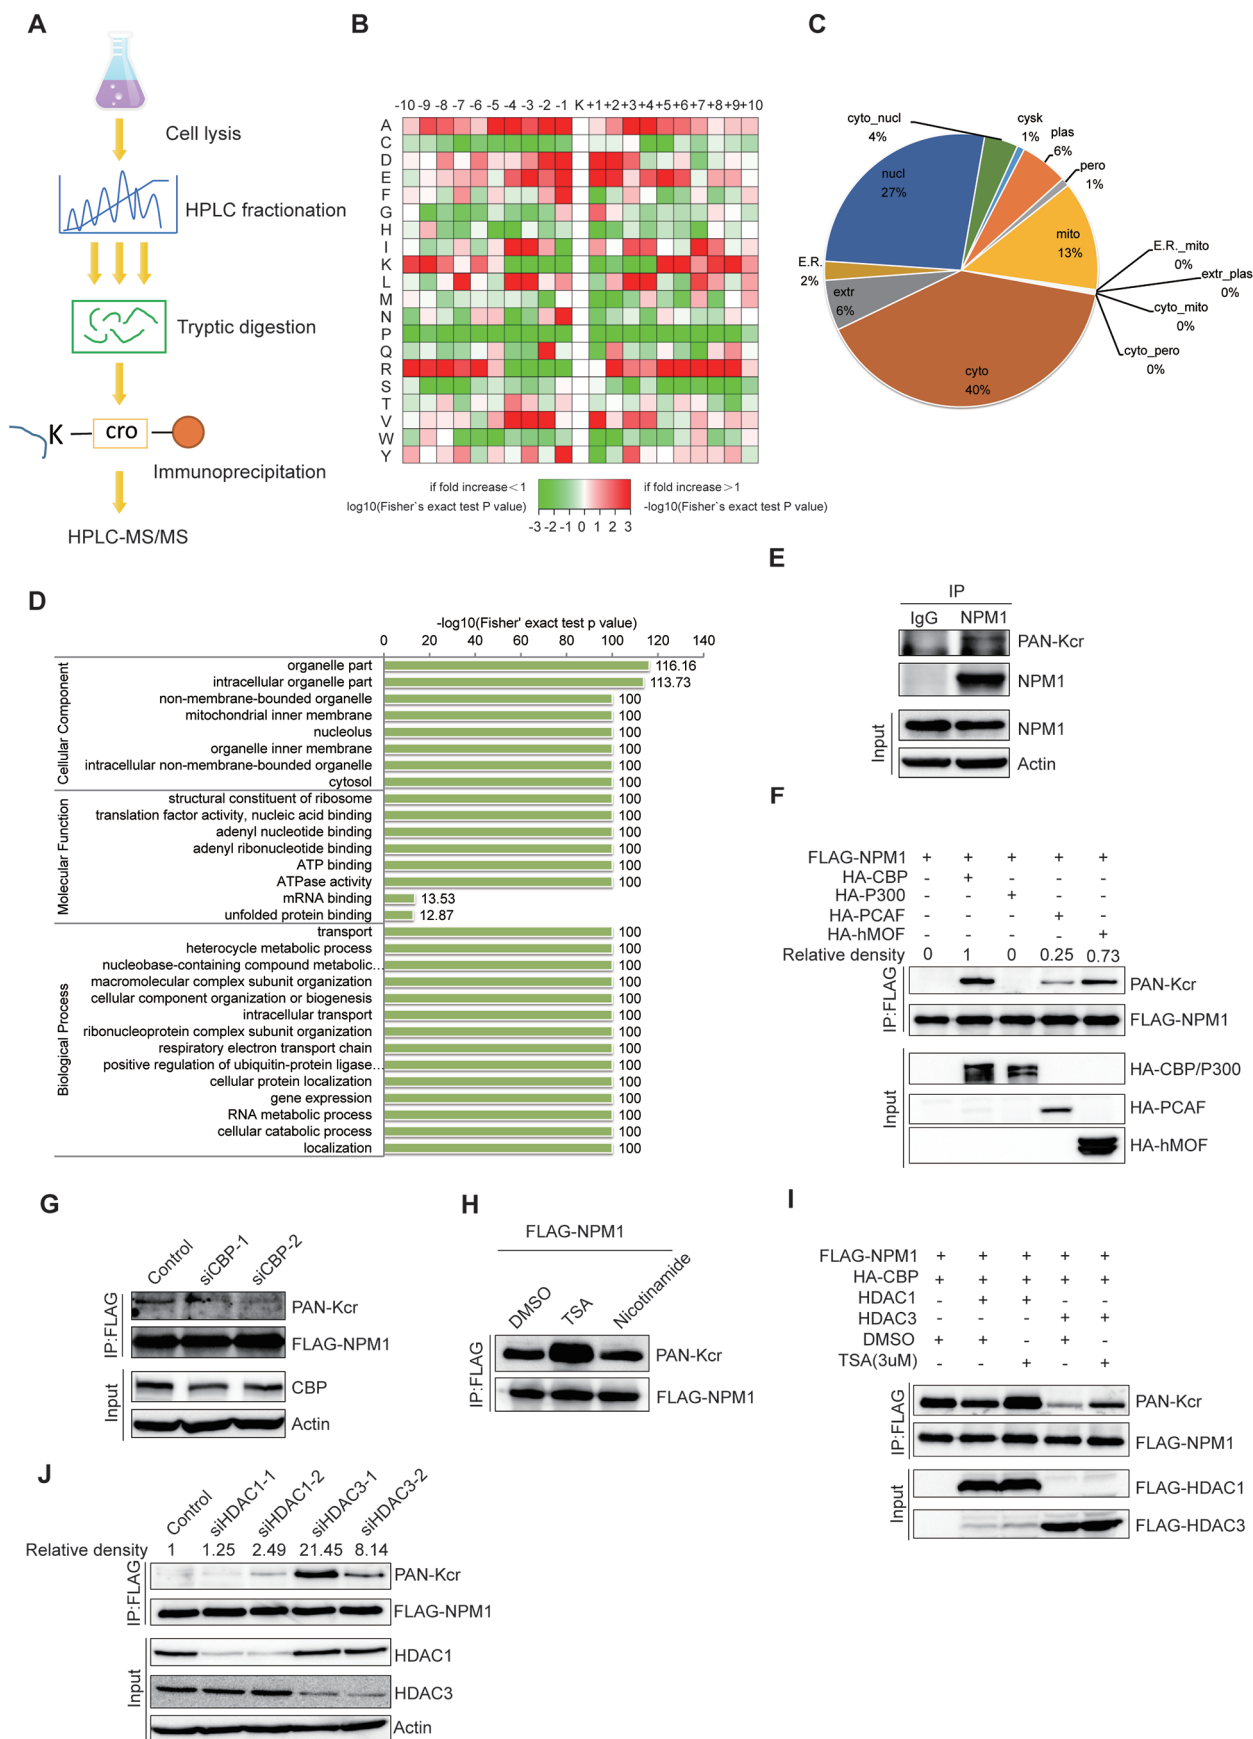 A
Cell lysis
HPLC fractionation
Tryptic digestion
K
cro
Immunoprecipitation
HPLC-MS/MS
B
-10 -9 -8 -7 -6 -5 -4 -3 -2 -1 K +1 +2 +3 +4 +5 +6 +7 +8 +9 +10
A
C
D
E
F
G
H
I
K
L
M
N
P
Q
R
S
T
V
W
Y
if fold increase<1
log10(Fisher`s exact test P value)
if fold increase>1
-log10(Fisher`s exact test P value)
-3 -2 -1 0 1 2 3
C
cyto_nucl
4%
cysk
1%
plas
6%
pero
1%
nucl
27%
mito
13%
E.R._mito
0%
extr_plas
0%
cyto_mito
0%
cyto_pero
0%
E.R.
2%
extr
6%
cyto
40%
D
-log10(Fisher' exact test p value)
0 20 40 60 80 100 120 140
Cellular Component
organelle part 116.16
intracellular organelle part 113.73
non-membrane-bounded organelle 100
mitochondrial inner membrane 100
nucleolus 100
organelle inner membrane 100
intracellular non-membrane-bounded organelle 100
cytosol 100
Molecular Function
structural constituent of ribosome 100
translation factor activity, nucleic acid binding 100
adenyl nucleotide binding 100
adenyl ribonucleotide binding 100
ATP binding 100
ATPase activity 100
mRNA binding 13.53
unfolded protein binding 12.87
Biological Process
transport 100
heterocycle metabolic process 100
nucleobase-containing compound metabolic... 100
macromolecular complex subunit organization 100
cellular component organization or biogenesis 100
intracellular transport 100
ribonucleoprotein complex subunit organization 100
respiratory electron transport chain 100
positive regulation of ubiquitin-protein ligase... 100
cellular protein localization 100
gene expression 100
RNA metabolic process 100
cellular catabolic process 100
localization 100
E
IP
IgG NPM1
PAN-Kcr
NPM1
Input
NPM1
Actin
F
FLAG-NPM1 + + + + +
HA-CBP - + - - -
HA-P300 - - + - -
HA-PCAF - - - + -
HA-hMOF - - - - +
Relative density 0 1 0 0.25 0.73
IP:FLAG
PAN-Kcr
FLAG-NPM1
Input
HA-CBP/P300
HA-PCAF
HA-hMOF
G
Control siCBP-1 siCBP-2
IP:FLAG
PAN-Kcr
FLAG-NPM1
Input
CBP
Actin
H
FLAG-NPM1
DMSO TSA Nicotinamide
IP:FLAG
PAN-Kcr
FLAG-NPM1
I
FLAG-NPM1 + + + + +
HA-CBP + + + + +
HDAC1 - + + - -
HDAC3 - - - + +
DMSO + + - + -
TSA(3uM) - - + - +
IP:FLAG
PAN-Kcr
FLAG-NPM1
Input
FLAG-HDAC1
FLAG-HDAC3
J
Control siHDAC1-1 siHDAC1-2 siHDAC3-1 siHDAC3-2
Relative density 1 1.25 2.49 21.45 8.14
IP:FLAG
PAN-Kcr
FLAG-NPM1
Input
HDAC1
HDAC3
Actin